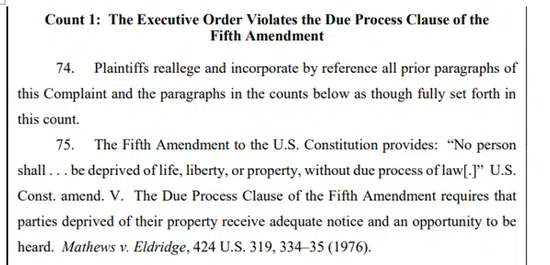 Count 1: The Executive Order Violates the Due Process Clause of the
Fifth Amendment
74. Plaintiffs reallege and incorporate by reference all prior paragraphs of
this Complaint and the paragraphs in the counts below as though fully set forth in
this count.
75. The Fifth Amendment to the U.S. Constitution provides: “No person
shall . . . be deprived of life, liberty, or property, without due process of law[.]” U.S.
Const. amend. V. The Due Process Clause of the Fifth Amendment requires that
parties deprived of their property receive adequate notice and an opportunity to be
heard. Mathews v. Eldridge, 424 U.S. 319, 334–35 (1976).